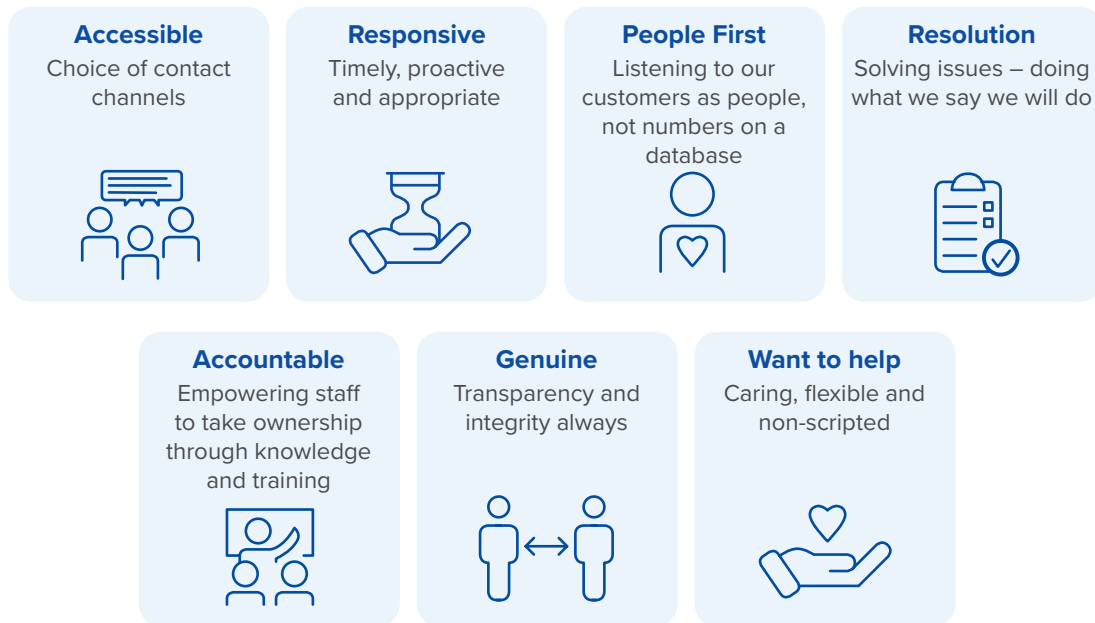 Accessible
Choice of contact
channels
Responsive
Timely, proactive
and appropriate
People First
Listening to our
customers as people,
not numbers on a
database
Resolution
Solving issues – doing
what we say we will do
Accountable
Empowering staff
to take ownership
through knowledge
and training
Genuine
Transparency and
integrity always
Want to help
Caring, flexible and
non-scripted